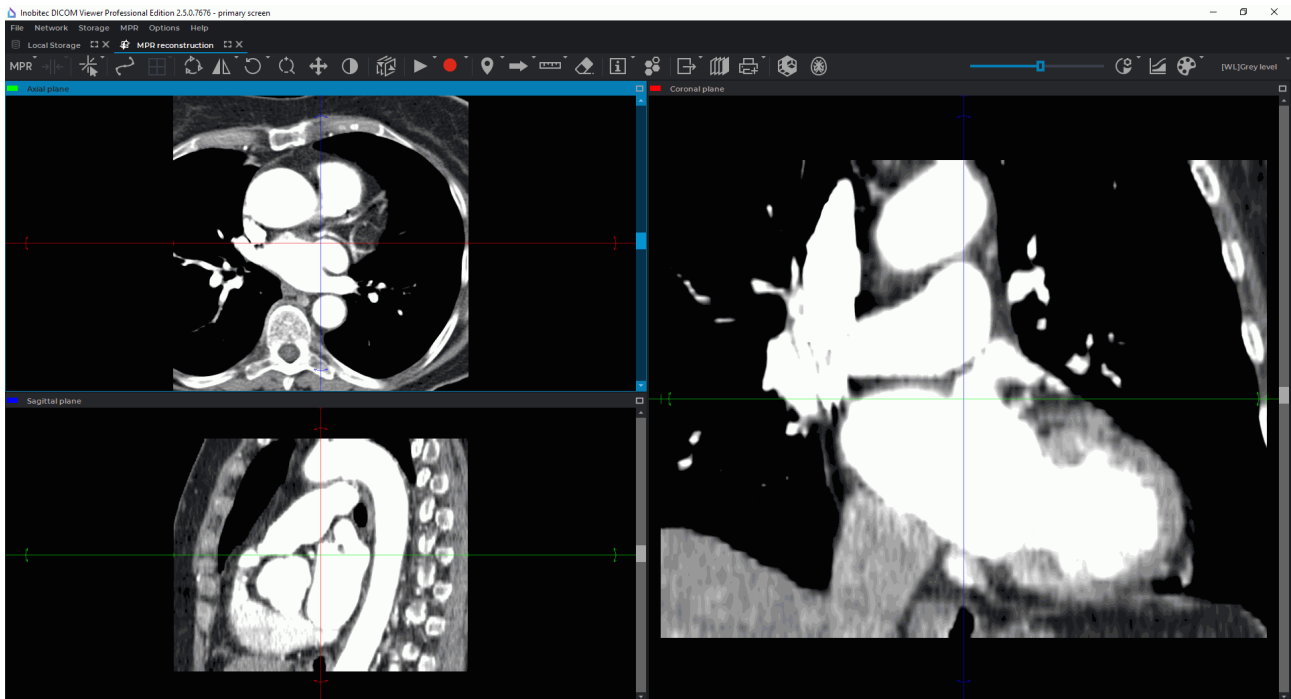 Inobitec DICOM Viewer Professional Edition 2.5.0.7676 - primary screen
File Network Storage MPR Options Help
Local Storage MPR reconstruction
MPR [WL]Grey level
Axial plane Coronal plane
Sagittal plane